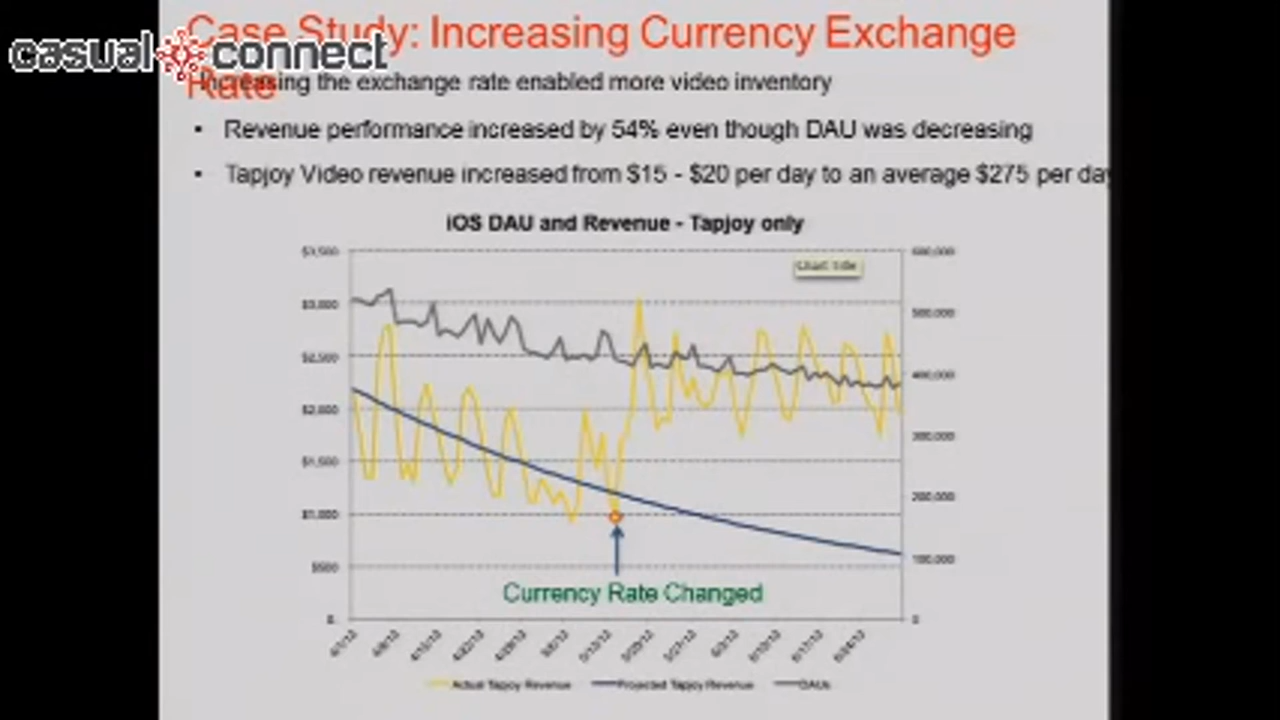 Case Study: Increasing Currency Exchange
Rate
casual connect
Increasing the exchange rate enabled more video inventory
• Revenue performance increased by 54% even though DAU was decreasing
• Tapjoy Video revenue increased from $15 - $20 per day to an average $275 per day
iOS DAU and Revenue - Tapjoy only
Chart Title
$3,500
$3,000
$2,500
$2,000
$1,500
$1,000
$500
600,000
500,000
400,000
300,000
200,000
100,000
0
Currency Rate Changed
Actual Tapjoy Revenue Projected Tapjoy Revenue DAUs